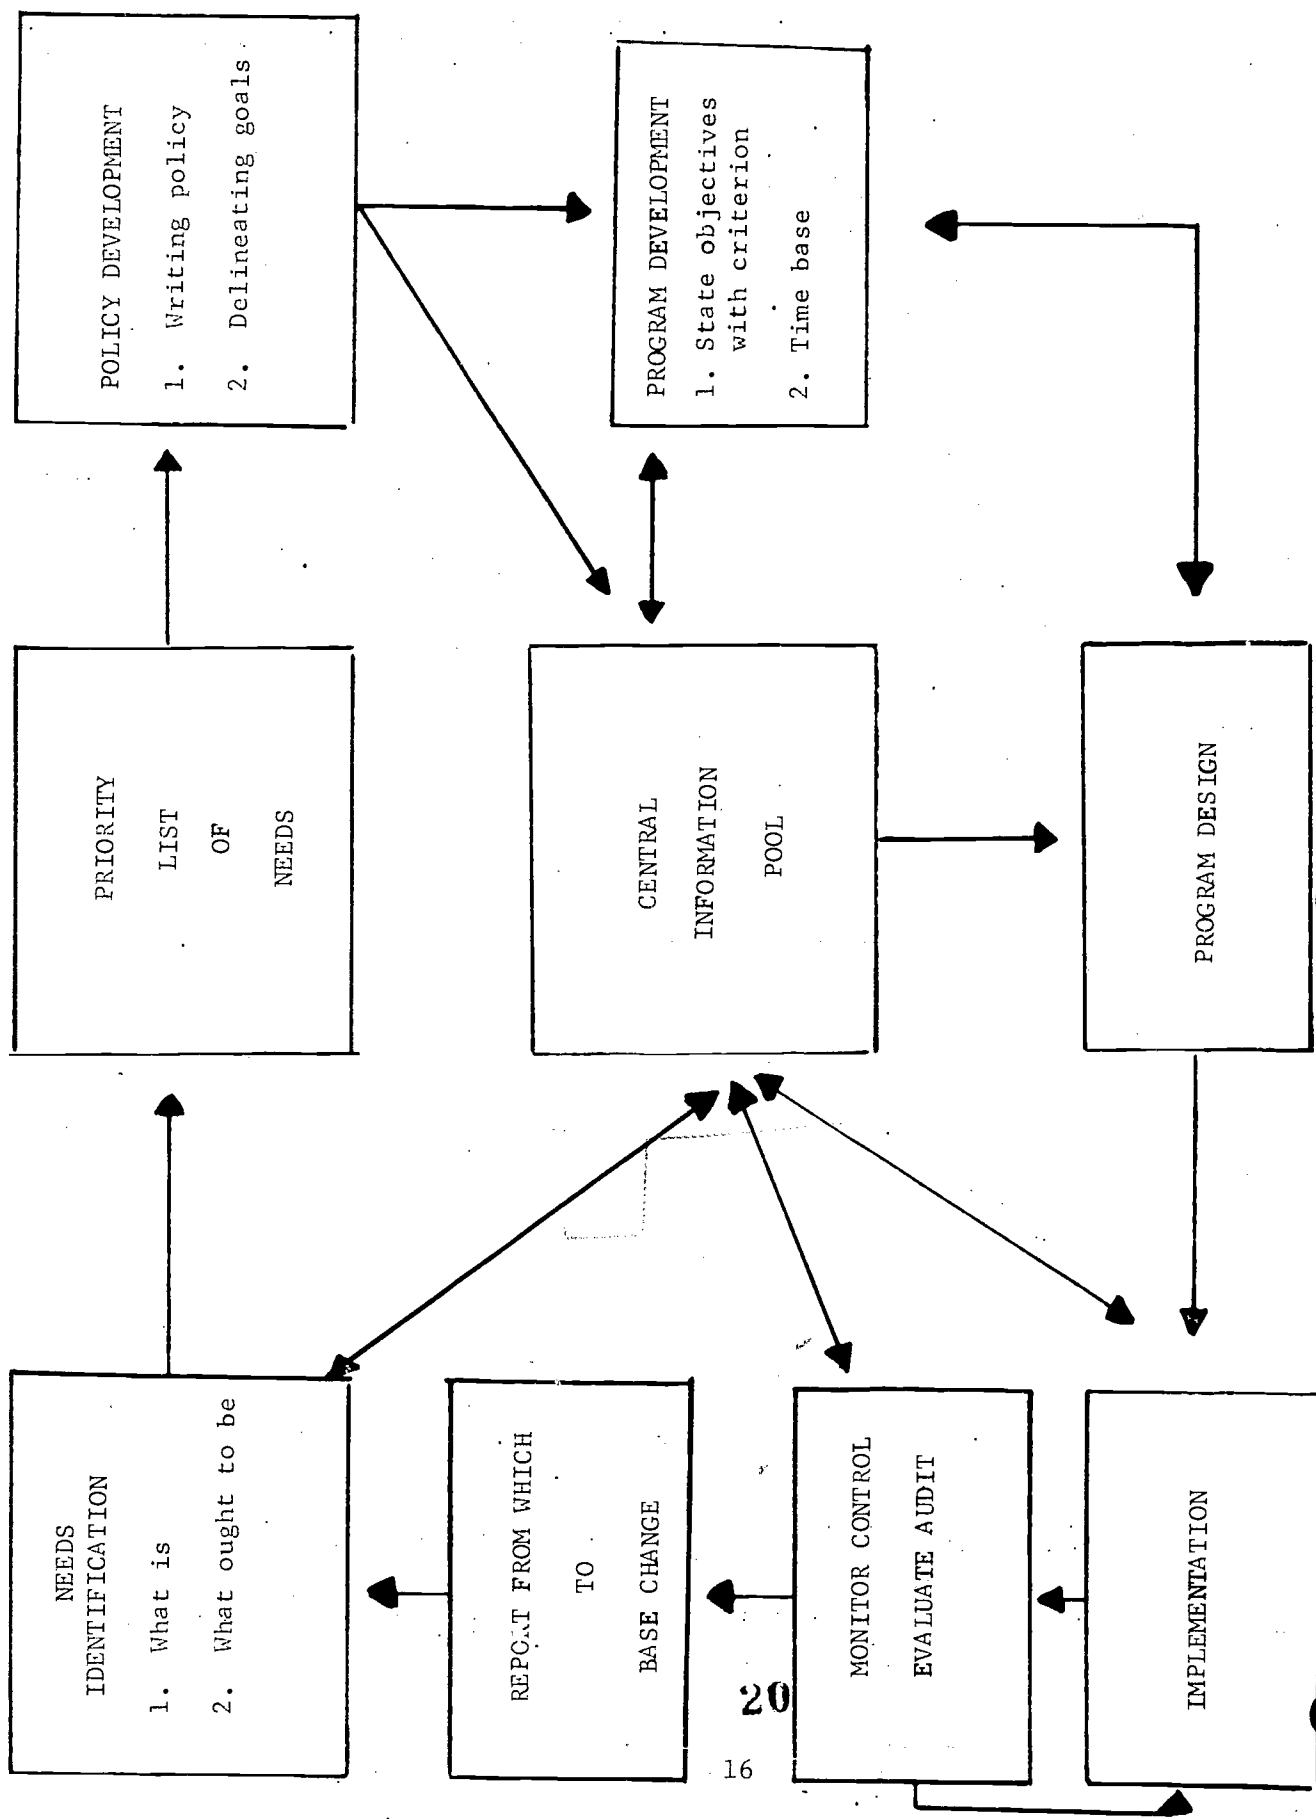 NEEDS
IDENTIFICATION
1. What is
2. What ought to be
PRIORITY
LIST
OF
NEEDS
POLICY DEVELOPMENT
1. Writing policy
2. Delineating goals
REPORT FROM WHICH
TO
BASE CHANGE
CENTRAL
INFORMATION
POOL
PROGRAM DEVELOPMENT
1. State objectives
with criterion
2. Time base
MONITOR CONTROL
EVALUATE AUDIT
IMPLEMENTATION
PROGRAM DESIGN
20
16